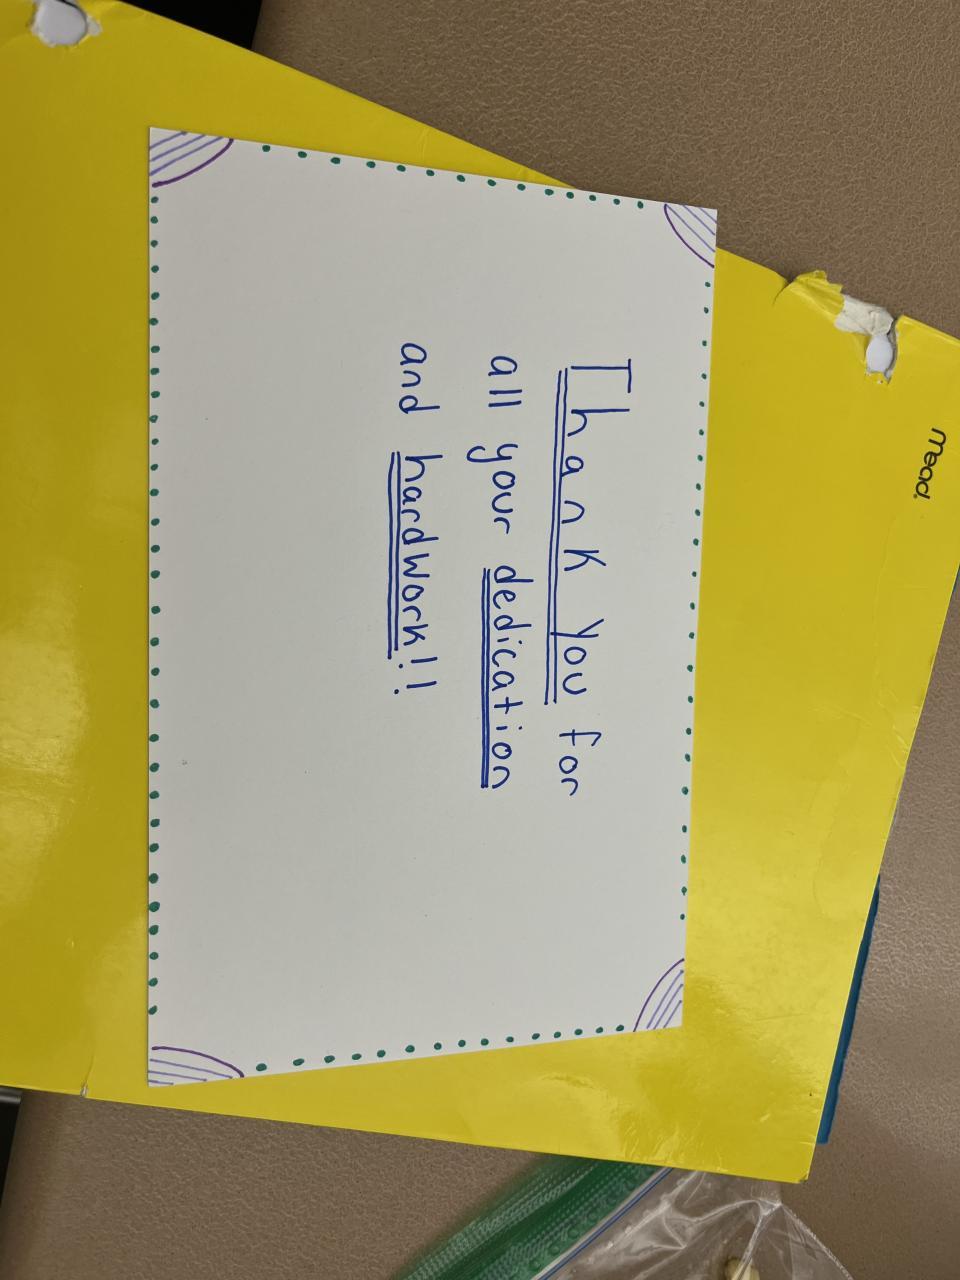 Thank you for
all your dedication
and hardwork!!
mead